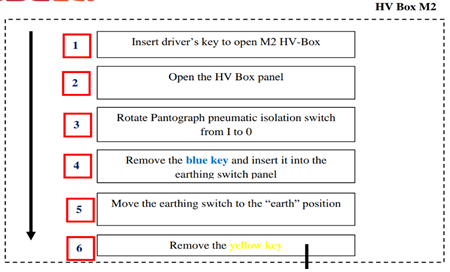 HV Box M2
1 Insert driver's key to open M2 HV-Box
2 Open the HV Box panel
3 Rotate Pantograph pneumatic isolation switch
from I to 0
4 Remove the blue key and insert it into the
earthing switch panel
5 Move the earthing switch to the “earth” position
6 Remove the yellow key